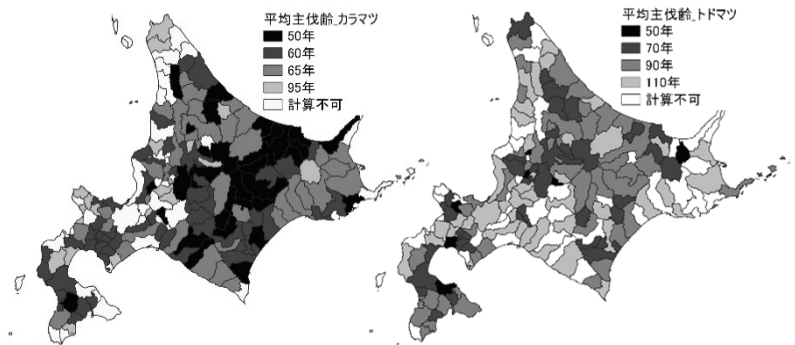 平均主伐齢_カラマツ
50年
60年
65年
95年
計算不可
平均主伐齢_トドマツ
50年
70年
90年
110年
計算不可